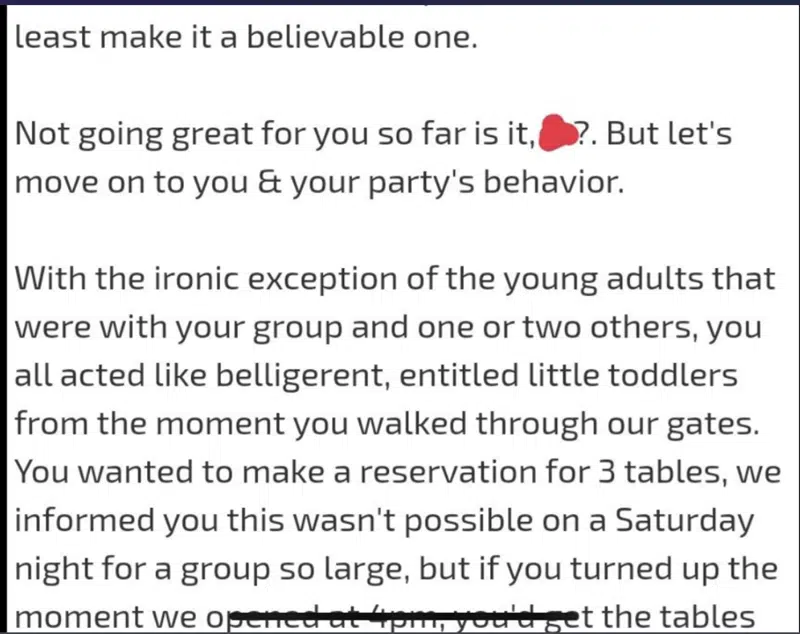 least make it a believable one.
Not going great for you so far is it, ?. But let's
move on to you & your party's behavior.
With the ironic exception of the young adults that
were with your group and one or two others, you
all acted like belligerent, entitled little toddlers
from the moment you walked through our gates.
You wanted to make a reservation for 3 tables, we
informed you this wasn't possible on a Saturday
night for a group so large, but if you turned up the
moment we opened at 4pm, you'd get the tables